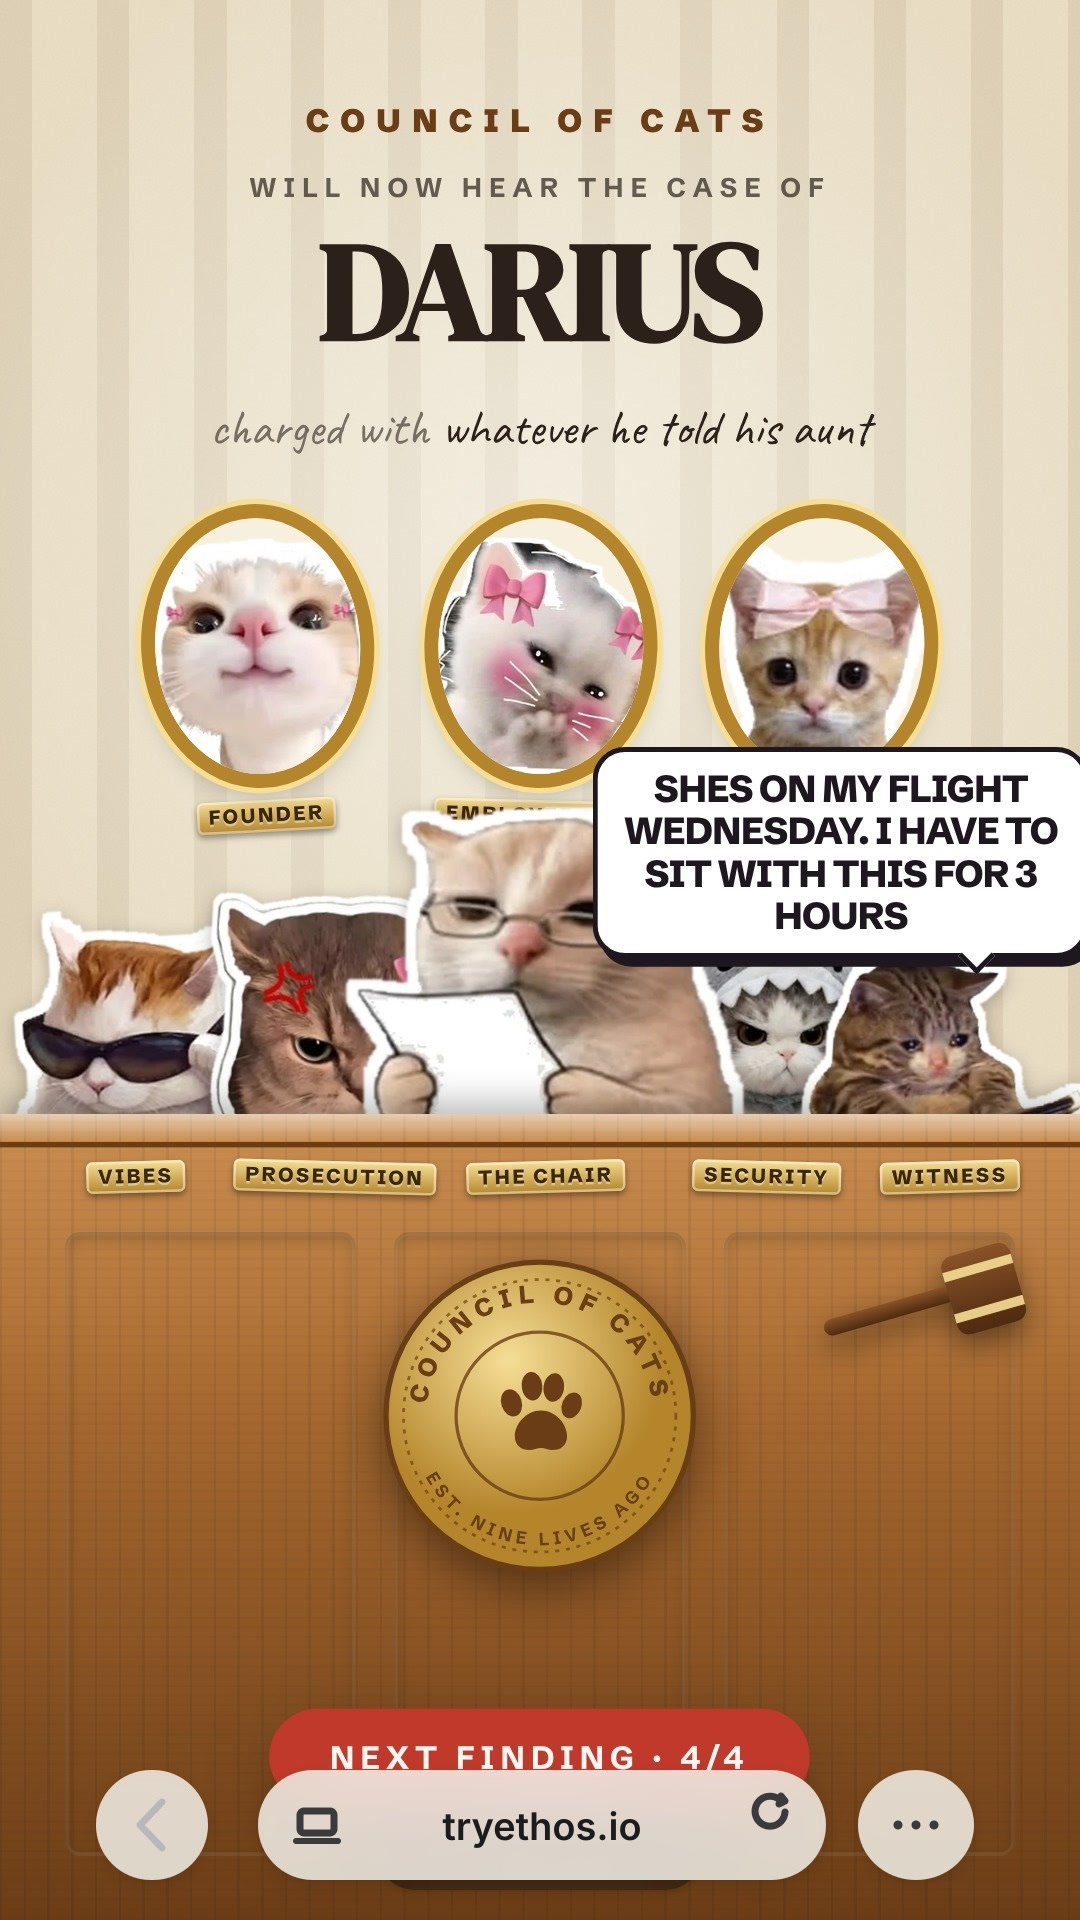 COUNCIL OF CATS
WILL NOW HEAR THE CASE OF
DARIUS
charged with whatever he told his aunt
FOUNDER
SHES ON MY FLIGHT
WEDNESDAY. I HAVE TO
SIT WITH THIS FOR 3
HOURS
VIBES
PROSECUTION
THE CHAIR
SECURITY
WITNESS
COUNCIL OF CATS
EST. NINE LIVES AGO
NEXT FINDING · 4/4
tryethos.io